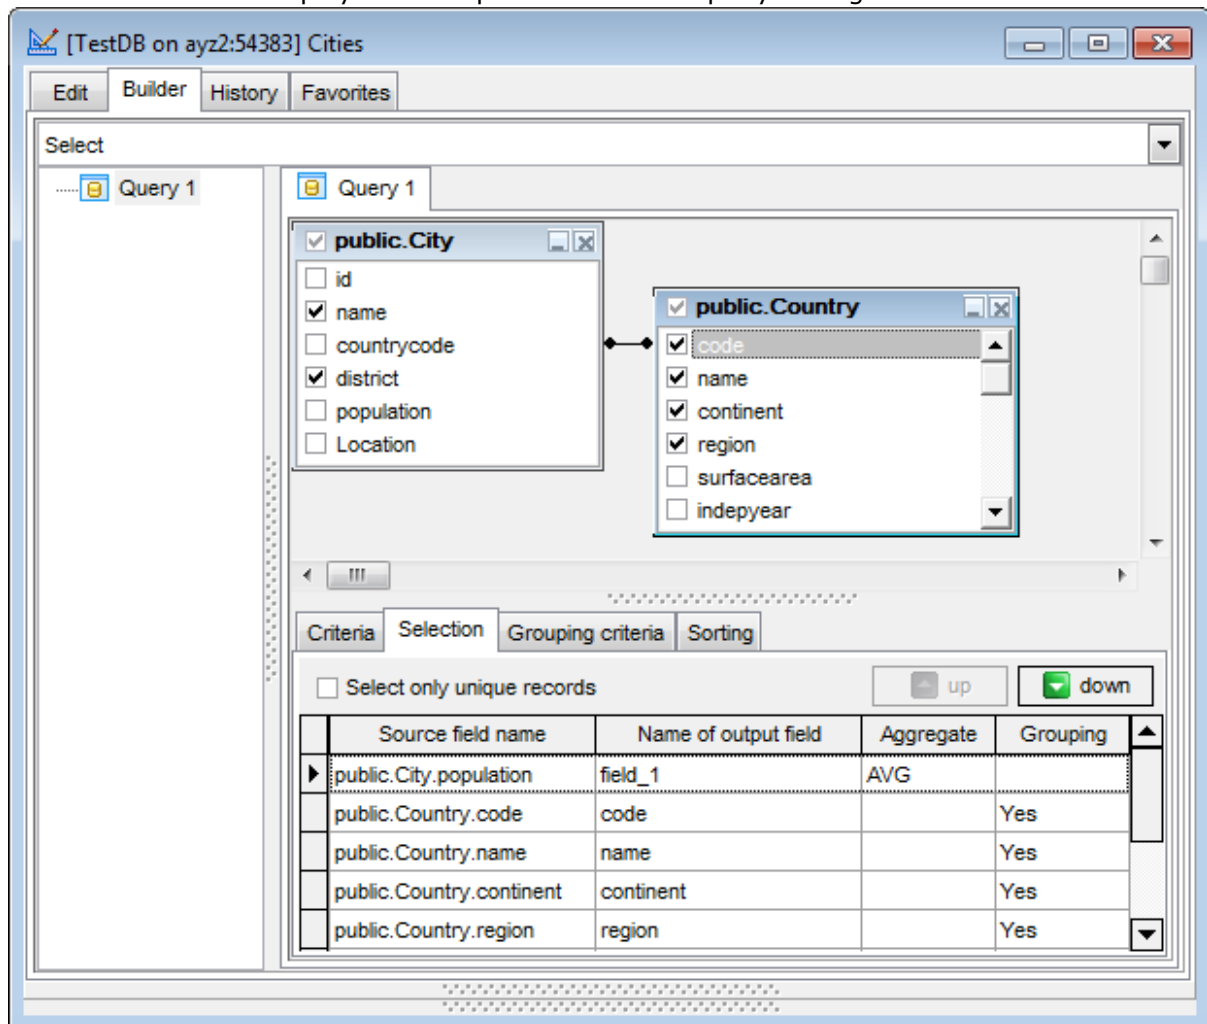 [TestDB on ayz2:54383] Cities
Edit Builder History Favorites
Select
Query 1
Query 1
public.City
id
name
countrycode
district
population
Location
public.Country
code
name
continent
region
surfacearea
indepyear
Criteria Selection Grouping criteria Sorting
Select only unique records up down
Source field name Name of output field Aggregate Grouping
public.City.population field_1 AVG
public.Country.code code Yes
public.Country.name name Yes
public.Country.continent continent Yes
public.Country.region region Yes